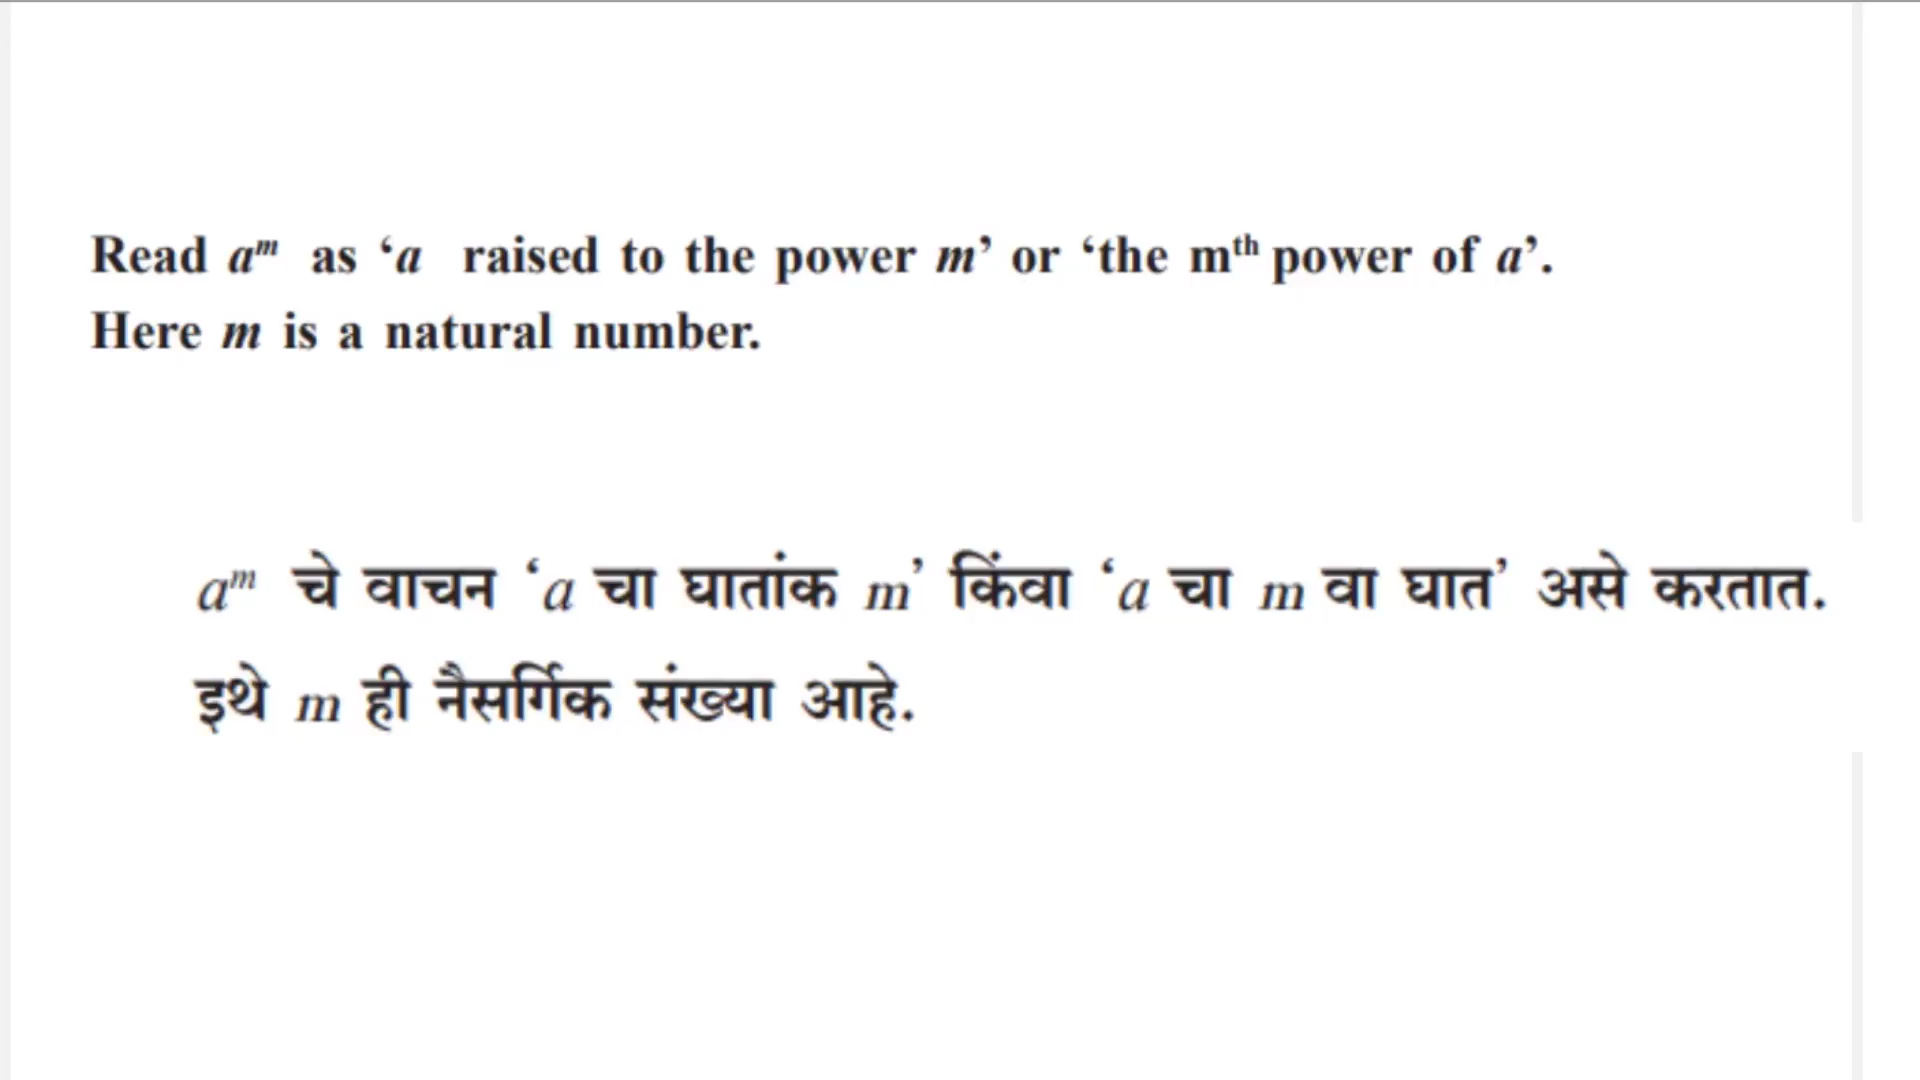 Read aᵐ as ‘a raised to the power m’ or ‘the mᵗʰ power of a’.
Here m is a natural number.
aᵐ चे वाचन ‘a चा घातांक m’ किंवा ‘a चा m वा घात’ असे करतात.
इथे m ही नैसर्गिक संख्या आहे.